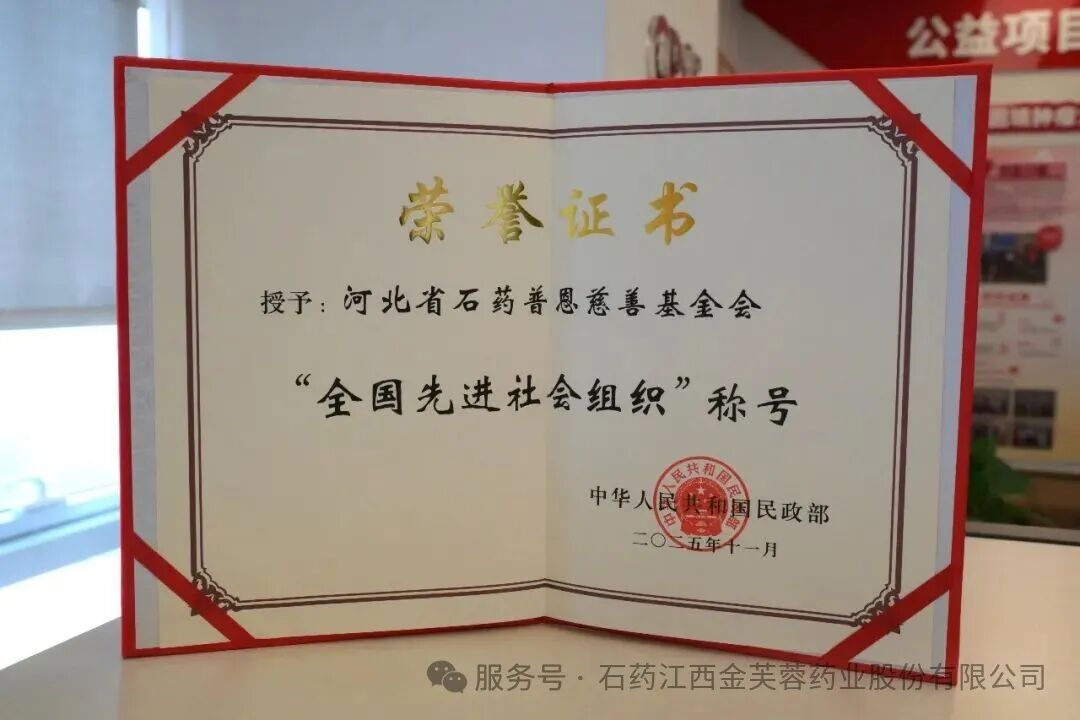 公益项目
荣誉证书
授予：河北省石药普恩慈善基金会
“全国先进社会组织”称号
中华人民共和国民政部
二〇二五年十一月
服务号 · 石药江西金芙蓉药业股份有限公司